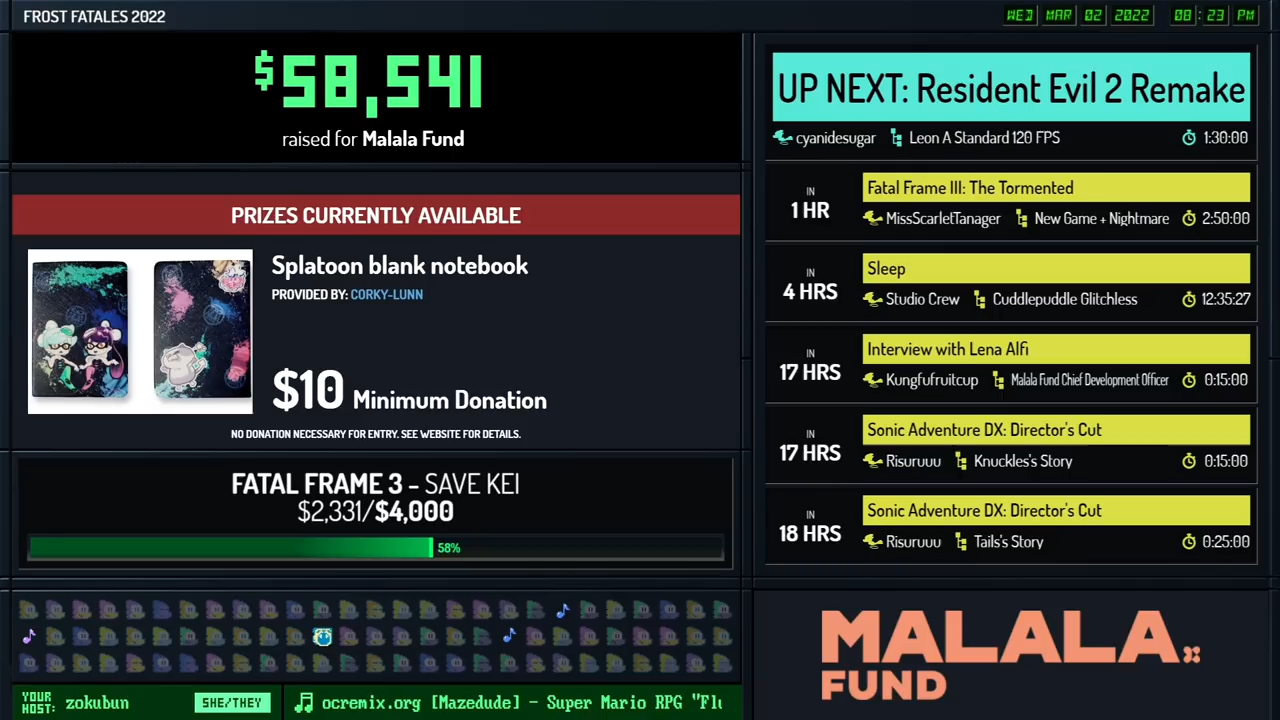 FROST FATALES 2022
WED MAR 02 2022 08:23 PM
$58,541
raised for Malala Fund
PRIZES CURRENTLY AVAILABLE
Splatoon blank notebook
PROVIDED BY: CORKY-LUNN
$10 Minimum Donation
NO DONATION NECESSARY FOR ENTRY. SEE WEBSITE FOR DETAILS.
FATAL FRAME 3 - SAVE KEI
$2,331/$4,000
58%
YOUR HOST: zokubun SHE/THEY
ocremix.org [Mazedude] - Super Mario RPG "Flu
UP NEXT: Resident Evil 2 Remake
cyanidesugar Leon A Standard 120 FPS 1:30:00
IN 1 HR
Fatal Frame III: The Tormented
MissScarletTanager New Game + Nightmare 2:50:00
IN 4 HRS
Sleep
Studio Crew Cuddlepuddle Glitchless 12:35:27
IN 17 HRS
Interview with Lena Alfi
Kungfufruitcup Malala Fund Chief Development Officer 0:15:00
IN 17 HRS
Sonic Adventure DX: Director's Cut
Risuruuu Knuckles's Story 0:15:00
IN 18 HRS
Sonic Adventure DX: Director's Cut
Risuruuu Tails's Story 0:25:00
MALALA
FUND